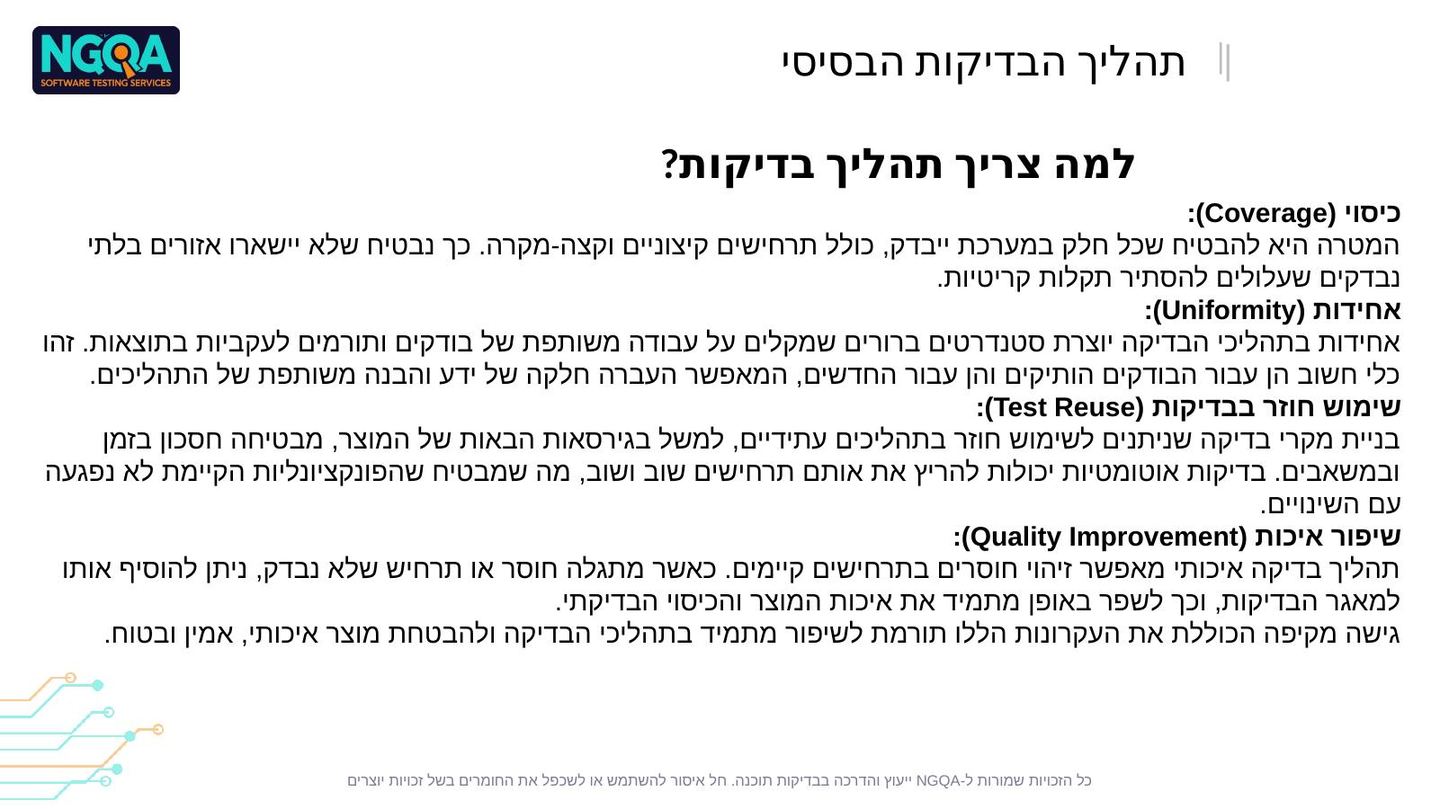 NGQA
SOFTWARE TESTING SERVICES
תהליך הבדיקות הבסיסי
למה צריך תהליך בדיקות?
כיסוי (Coverage):
המטרה היא להבטיח שכל חלק במערכת ייבדק, כולל תרחישים קיצוניים וקצה-מקרה. כך נבטיח שלא יישארו אזורים בלתי
נבדקים שעלולים להסתיר תקלות קריטיות.
אחידות (Uniformity):
אחידות בתהליכי הבדיקה יוצרת סטנדרטים ברורים שמקלים על עבודה משותפת של בודקים ותורמים לעקביות בתוצאות. זהו
כלי חשוב הן עבור הבודקים הותיקים והן עבור החדשים, המאפשר העברה חלקה של ידע והבנה משותפת של התהליכים.
שימוש חוזר בבדיקות (Test Reuse):
בניית מקרי בדיקה שניתנים לשימוש חוזר בתהליכים עתידיים, למשל בגירסאות הבאות של המוצר, מבטיחה חסכון בזמן
ובמשאבים. בדיקות אוטומטיות יכולות להריץ את אותם תרחישים שוב ושוב, מה שמבטיח שהפונקציונליות הקיימת לא נפגעה
עם השינויים.
שיפור איכות (Quality Improvement):
תהליך בדיקה איכותי מאפשר זיהוי חוסרים בתרחישים קיימים. כאשר מתגלה חוסר או תרחיש שלא נבדק, ניתן להוסיף אותו
למאגר הבדיקות, וכך לשפר באופן מתמיד את איכות המוצר והכיסוי הבדיקתי.
גישה מקיפה הכוללת את העקרונות הללו תורמת לשיפור מתמיד בתהליכי הבדיקה ולהבטחת מוצר איכותי, אמין ובטוח.
כל הזכויות שמורות ל-NGQA ייעוץ והדרכה בבדיקות תוכנה. חל איסור להשתמש או לשכפל את החומרים בשל זכויות יוצרים